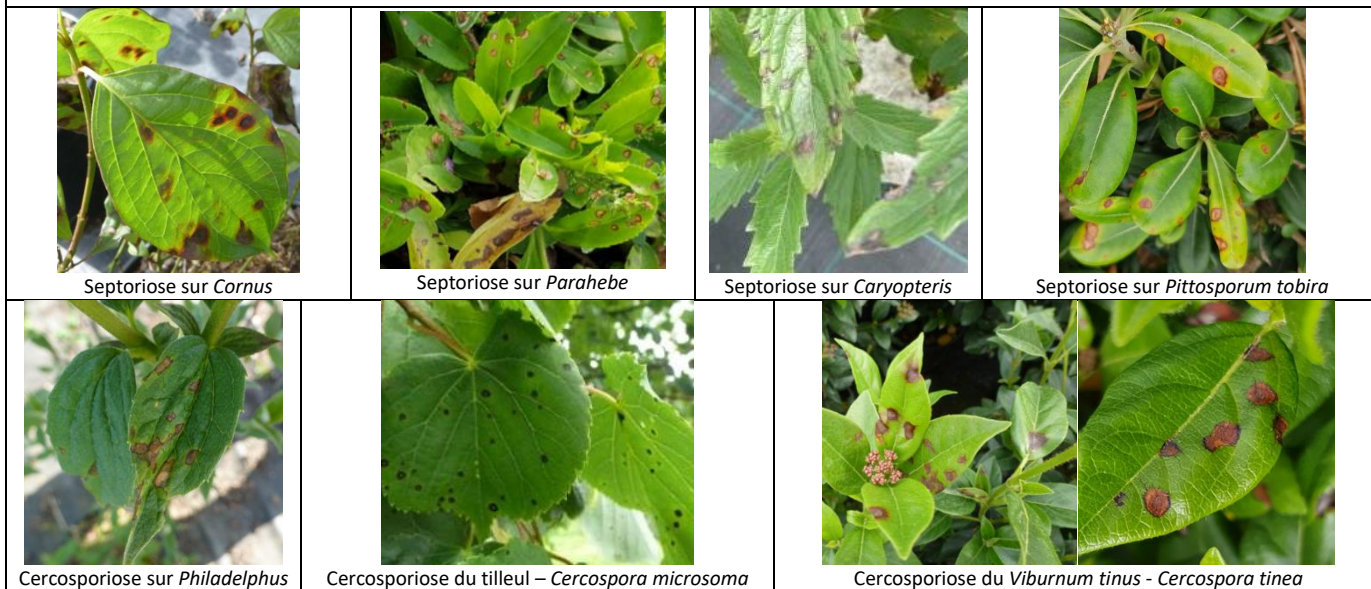 Septoriose sur Cornus
Septoriose sur Parahebe
Septoriose sur Caryopteris
Septoriose sur Pittosporum tobira
Cercosporiose sur Philadelphus
Cercosporiose du tilleul – Cercospora microsoma
Cercosporiose du Viburnum tinus - Cercospora tinea